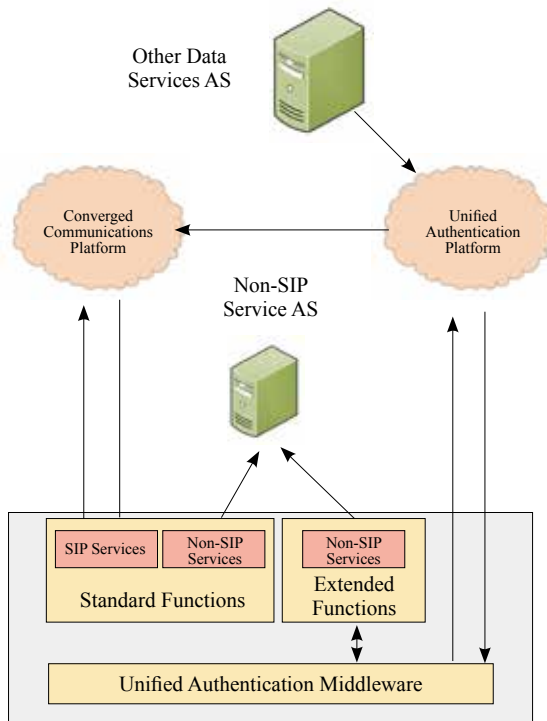 Other Data
Services AS
Converged
Communications
Platform
Unified
Authentication
Platform
Non-SIP
Service AS
SIP Services
Non-SIP
Services
Standard Functions
Non-SIP
Services
Extended
Functions
Unified Authentication Middleware